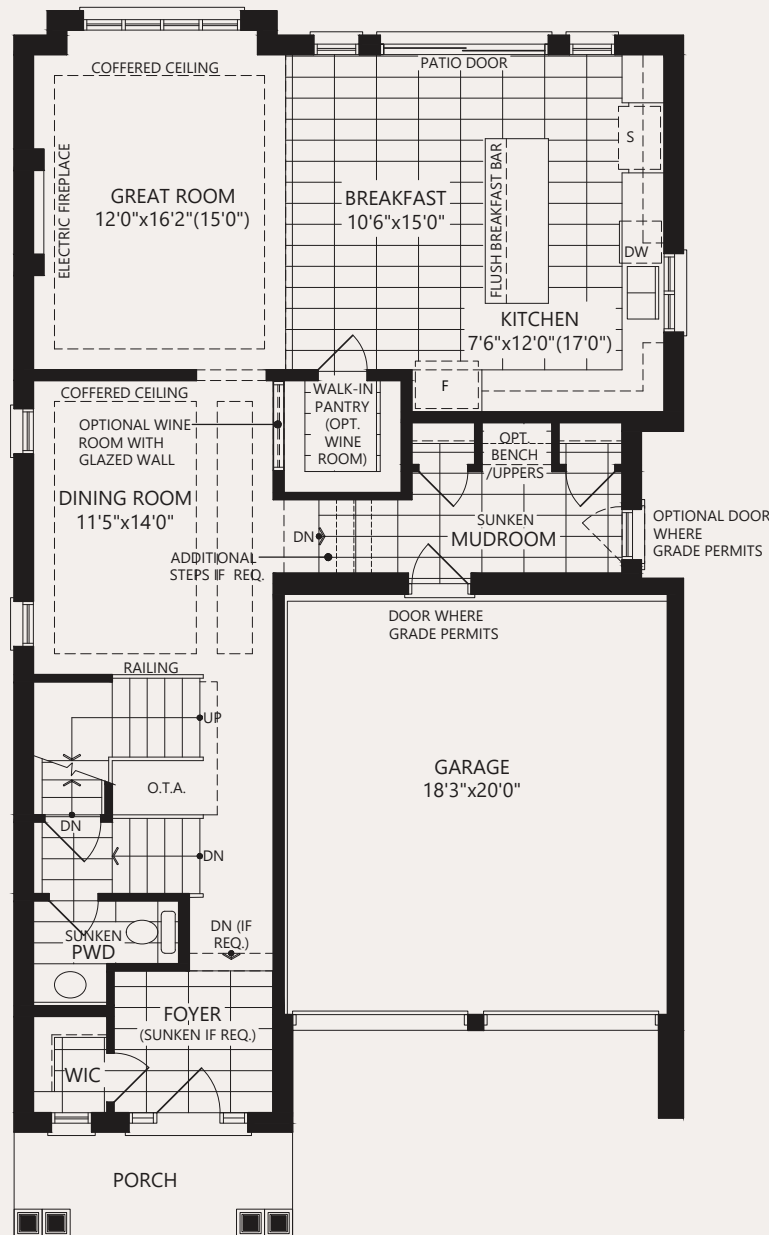 COFFERED CEILING
PATIO DOOR
ELECTRIC FIREPLACE
GREAT ROOM
12'0"x16'2"(15'0")
BREAKFAST
10'6"x15'0"
FLUSH BREAKFAST BAR
S
DW
KITCHEN
7'6"x12'0"(17'0")
F
WALK-IN
PANTRY
(OPT.
WINE
ROOM)
COFFERED CEILING
OPTIONAL WINE
ROOM WITH
GLAZED WALL
DINING ROOM
11'5"x14'0"
OPT.
BENCH
/UPPERS
SUNKEN
MUDROOM
DN
OPTIONAL DOOR
WHERE
GRADE PERMITS
ADDITIONAL
STEPS IF REQ.
DOOR WHERE
GRADE PERMITS
RAILING
UP
O.T.A.
DN
DN
GARAGE
18'3"x20'0"
SUNKEN
PWD
DN (IF
REQ.)
FOYER
(SUNKEN IF REQ.)
WIC
PORCH